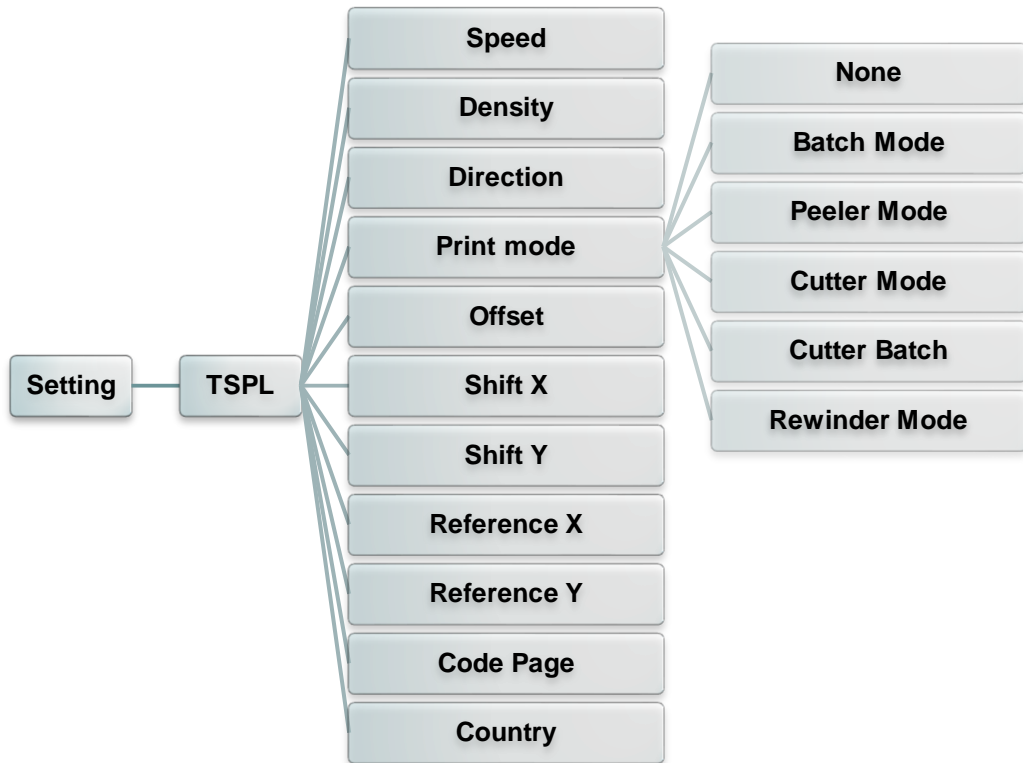 Setting
TSPL
Speed
Density
Direction
Print mode
Offset
Shift X
Shift Y
Reference X
Reference Y
Code Page
Country
None
Batch Mode
Peeler Mode
Cutter Mode
Cutter Batch
Rewinder Mode